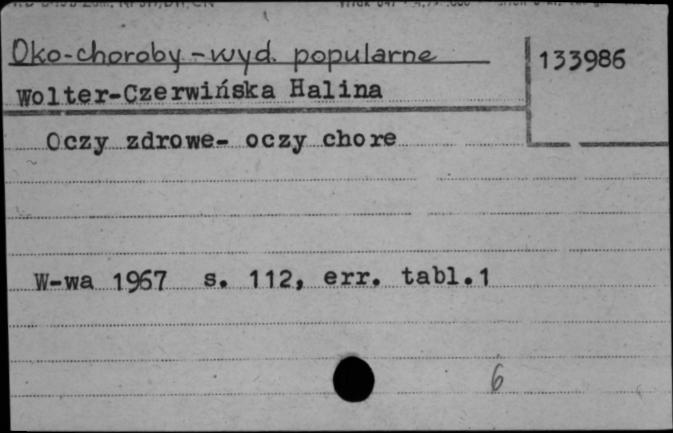 Oko-choroby-wyd. popularne
133986
Wolter-Czerwińska Halina
Oczy zdrowe- oczy chore
W-wa 1967 s. 112, err. tabl.1
6